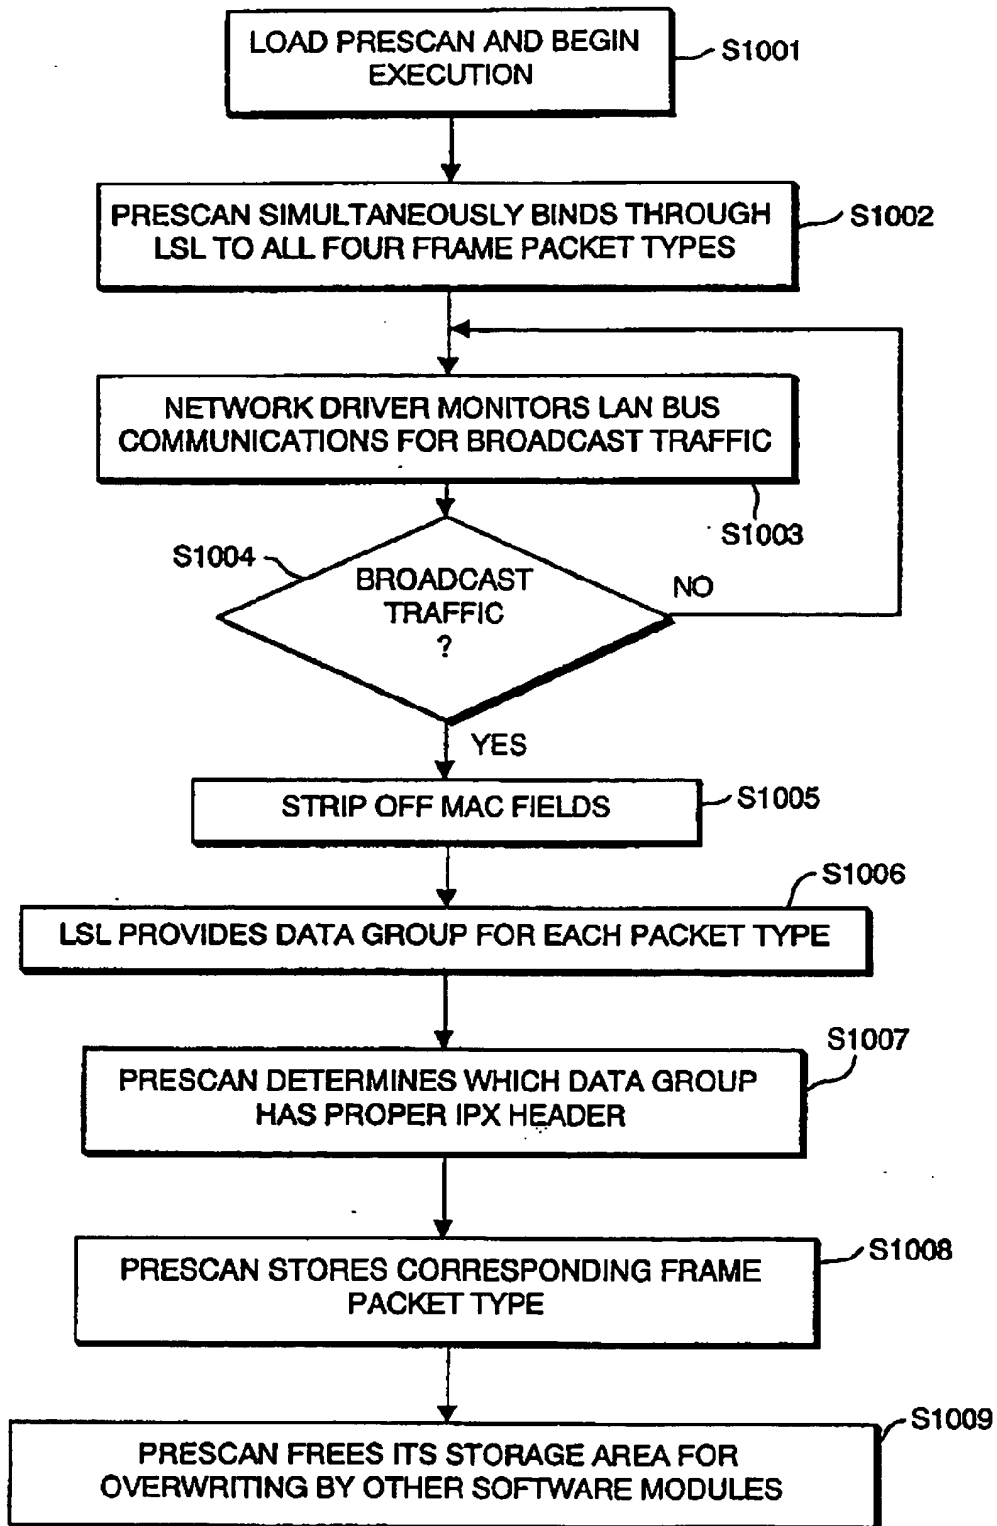 LOAD PRESCAN AND BEGIN
EXECUTION
S1001
PRESCAN SIMULTANEOUSLY BINDS THROUGH
LSL TO ALL FOUR FRAME PACKET TYPES
S1002
NETWORK DRIVER MONITORS LAN BUS
COMMUNICATIONS FOR BROADCAST TRAFFIC
S1003
S1004
BROADCAST
TRAFFIC
?
NO
YES
STRIP OFF MAC FIELDS
S1005
S1006
LSL PROVIDES DATA GROUP FOR EACH PACKET TYPE
S1007
PRESCAN DETERMINES WHICH DATA GROUP
HAS PROPER IPX HEADER
S1008
PRESCAN STORES CORRESPONDING FRAME
PACKET TYPE
S1009
PRESCAN FREES ITS STORAGE AREA FOR
OVERWRITING BY OTHER SOFTWARE MODULES